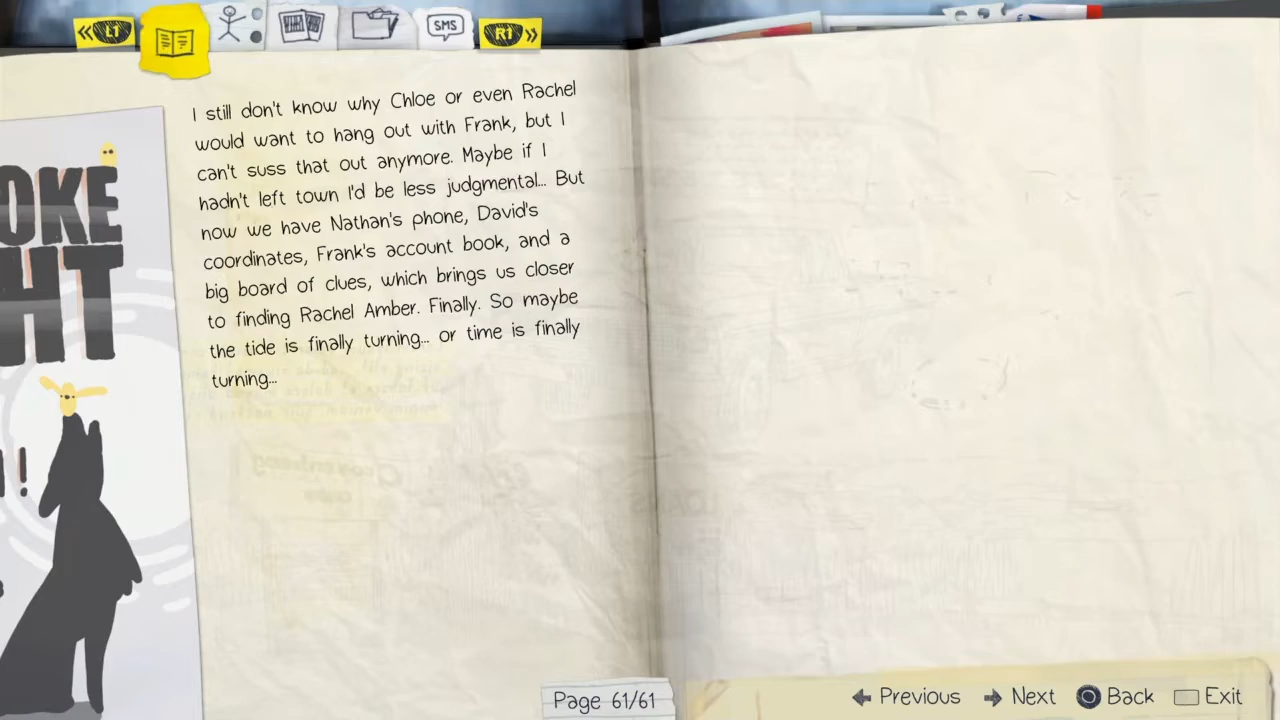 L1
SMS
R1
I still don't know why Chloe or even Rachel
would want to hang out with Frank, but I
can't suss that out anymore. Maybe if I
hadn't left town I'd be less judgmental... But
now we have Nathan's phone, David's
coordinates, Frank's account book, and a
big board of clues, which brings us closer
to finding Rachel Amber. Finally. So maybe
the tide is finally turning... or time is finally
turning...
OKE
HT
!
Page 61/61
Previous Next Back Exit